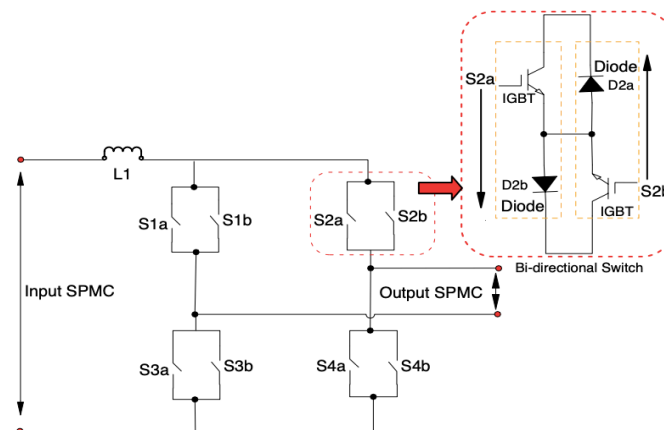 S2a
IGBT
Diode
D2a
D2b
Diode
IGBT
S2b
Bi-directional Switch
L1
S1a
S1b
S2a
S2b
Input SPMC
Output SPMC
S3a
S3b
S4a
S4b